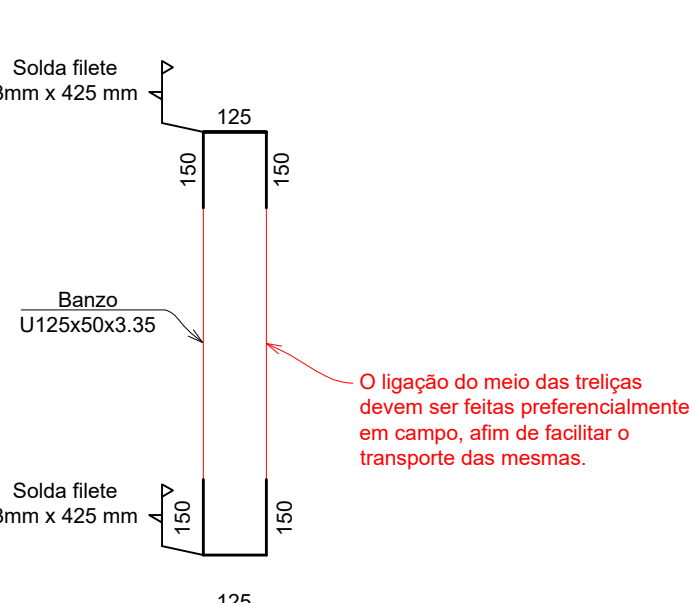 Solda filete
mm x 425 mm
125
150
150
Banzo
U125x50x3.35
O ligação do meio das treliças
devem ser feitas preferencialmente
em campo, afim de facilitar o
transporte das mesmas.
Solda filete
mm x 425 mm
150
150
125